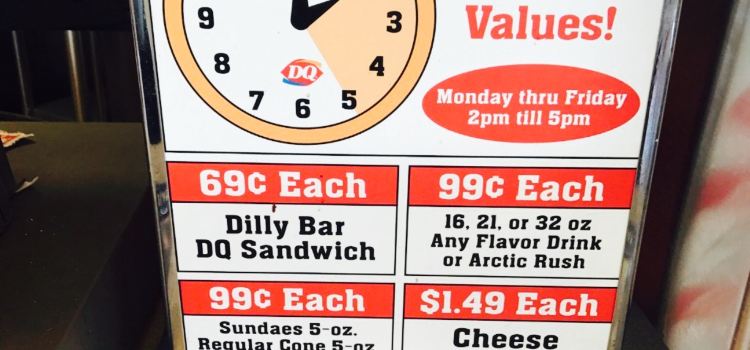 Values!
9
3
8
4
DQ
7
6
5
Monday thru Friday
2pm till 5pm
69¢ Each
Dilly Bar
DQ Sandwich
99¢ Each
16, 21, or 32 oz
Any Flavor Drink
or Arctic Rush
99¢ Each
Sundaes 5-oz.
Regular Cone 5-oz
$1.49 Each
Cheese